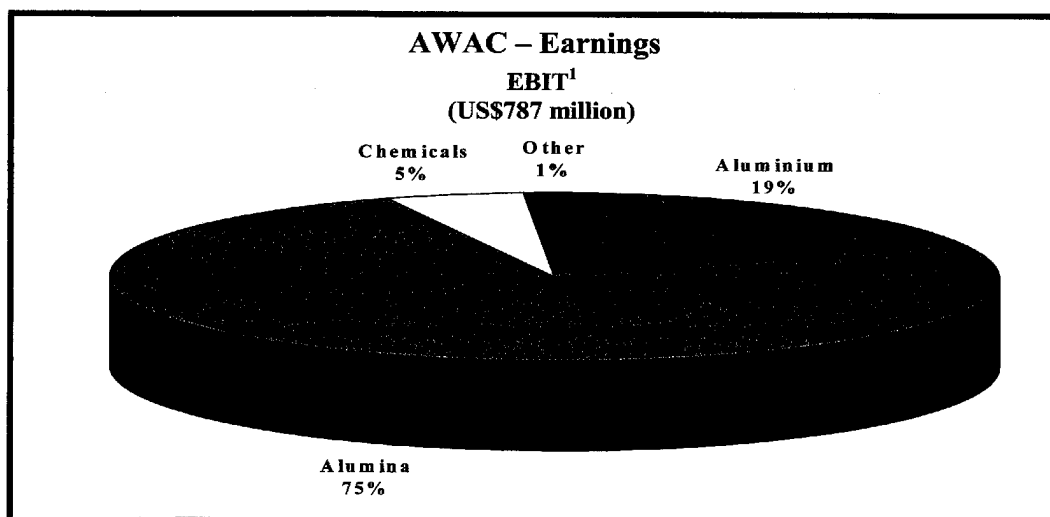 AWAC – Earnings
EBIT¹
(US$787 million)
Chemicals
5%
Other
1%
Aluminium
19%
Alumina
75%